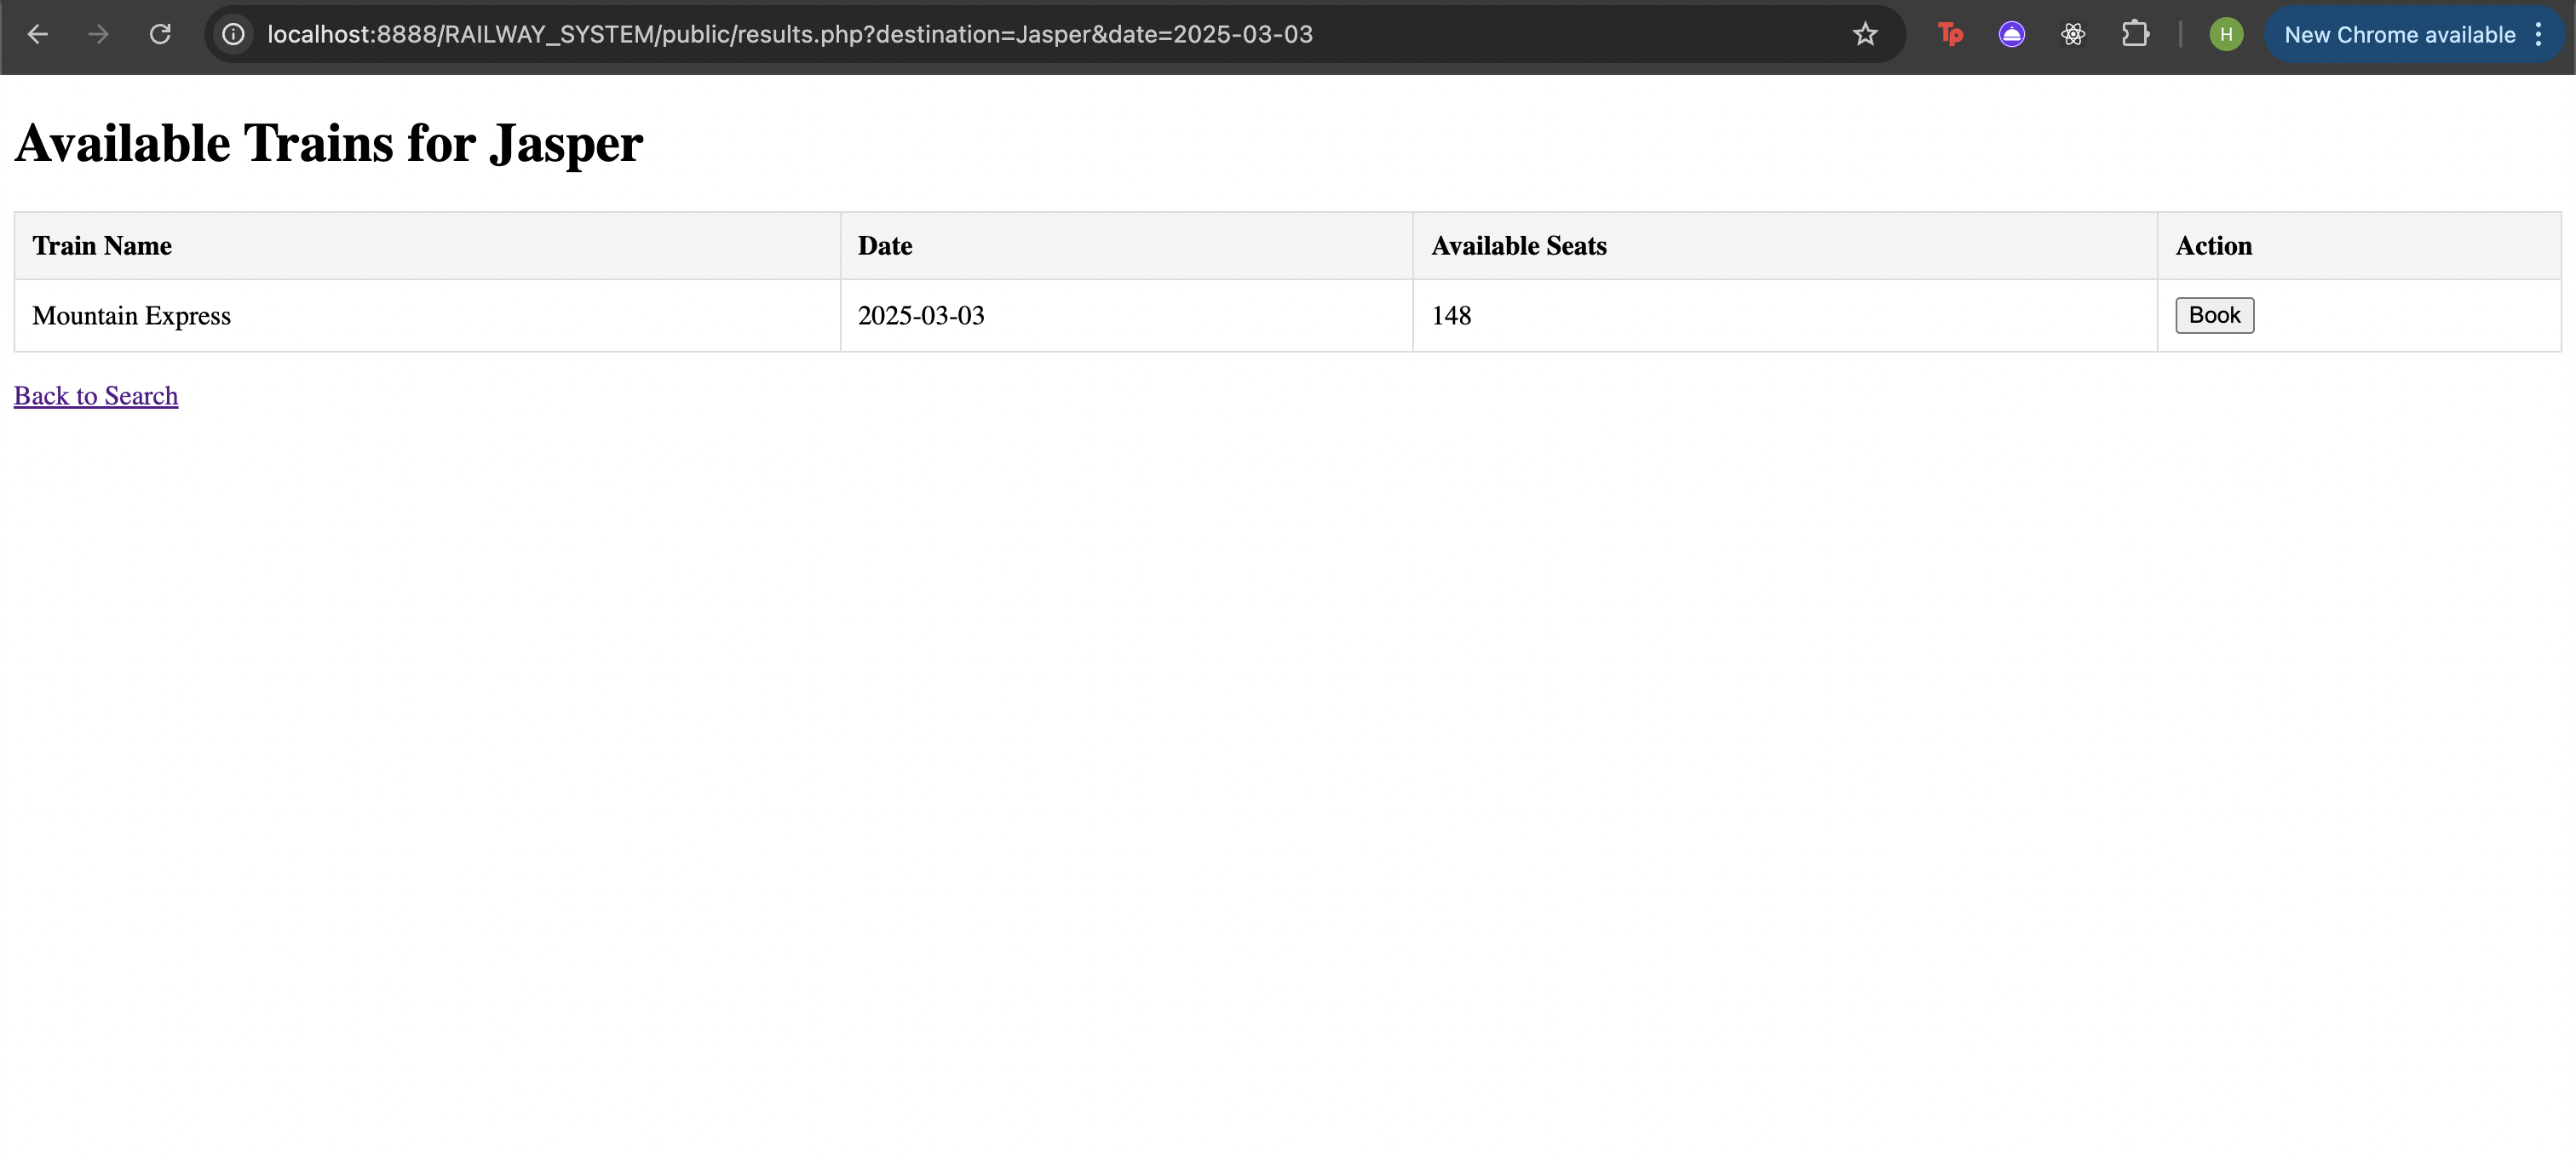 localhost:8888/RAILWAY_SYSTEM/public/results.php?destination=Jasper&date=2025-03-03
Tp
H
New Chrome available
Available Trains for Jasper
Train Name Date Available Seats Action
Mountain Express 2025-03-03 148 Book
Back to Search